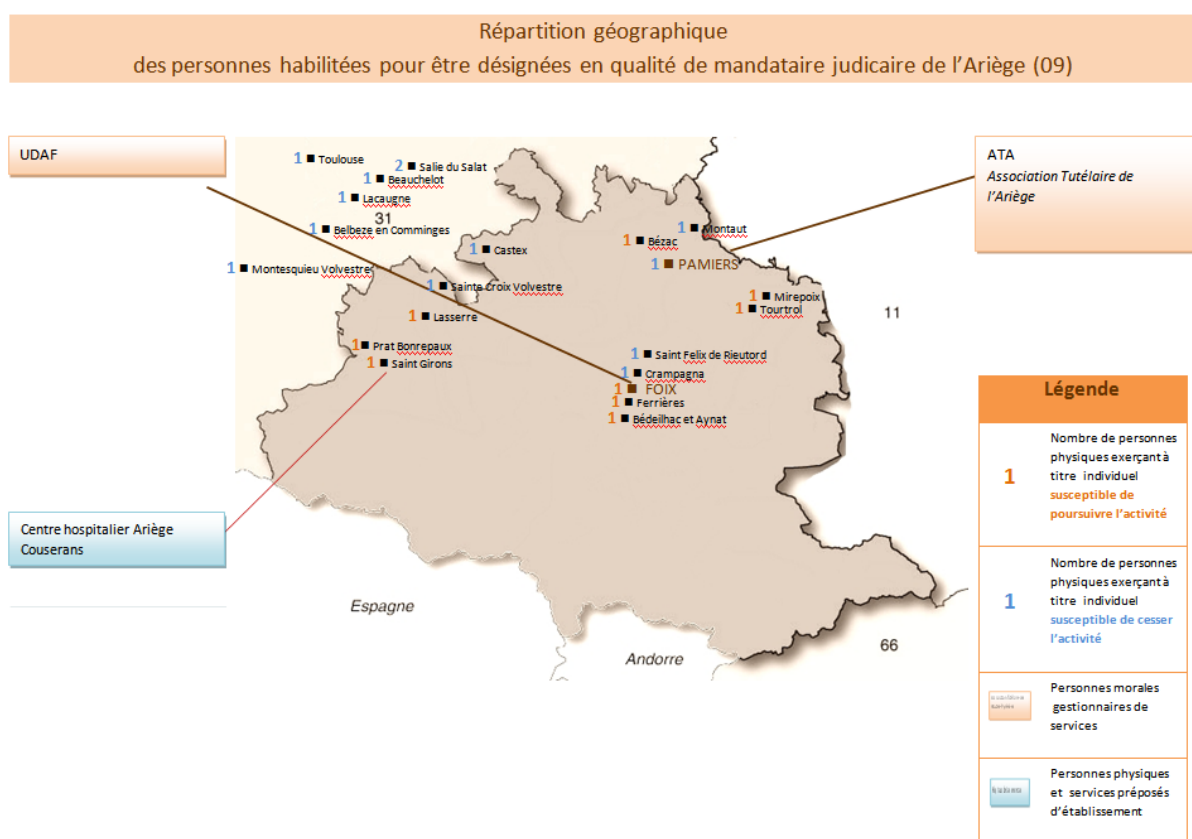 Répartition géographique
des personnes habilitées pour être désignées en qualité de mandataire judicaire de l’Ariège (09)
UDAF
ATA
Association Tutélaire de
l’Ariège
1 Toulouse
2 Salie du Salat
1 Beauchelot
1 Lacaugne
31
1 Belbeze en Comminges
1 Montesquieu Volvestre
1 Castex
1 Sainte Croix Volvestre
1 Lasserre
1 Prat Bonrepaux
1 Saint Girons
1 Montaut
1 Bézac
1 PAMIERS
1 Mirepoix
1 Tourtrol
11
1 Saint Felix de Rieutord
1 Crampagna
1 FOIX
1 Ferrières
1 Bédeilhac et Aynat
Centre hospitalier Ariège
Couserans
Espagne
Andorre
66
Légende
1
Nombre de personnes
physiques exerçant à
titre individuel
susceptible de
poursuivre l’activité
1
Nombre de personnes
physiques exerçant à
titre individuel
susceptible de cesser
l’activité
Personnes morales
gestionnaires de
services
Personnes physiques
et services préposés
d’établissement